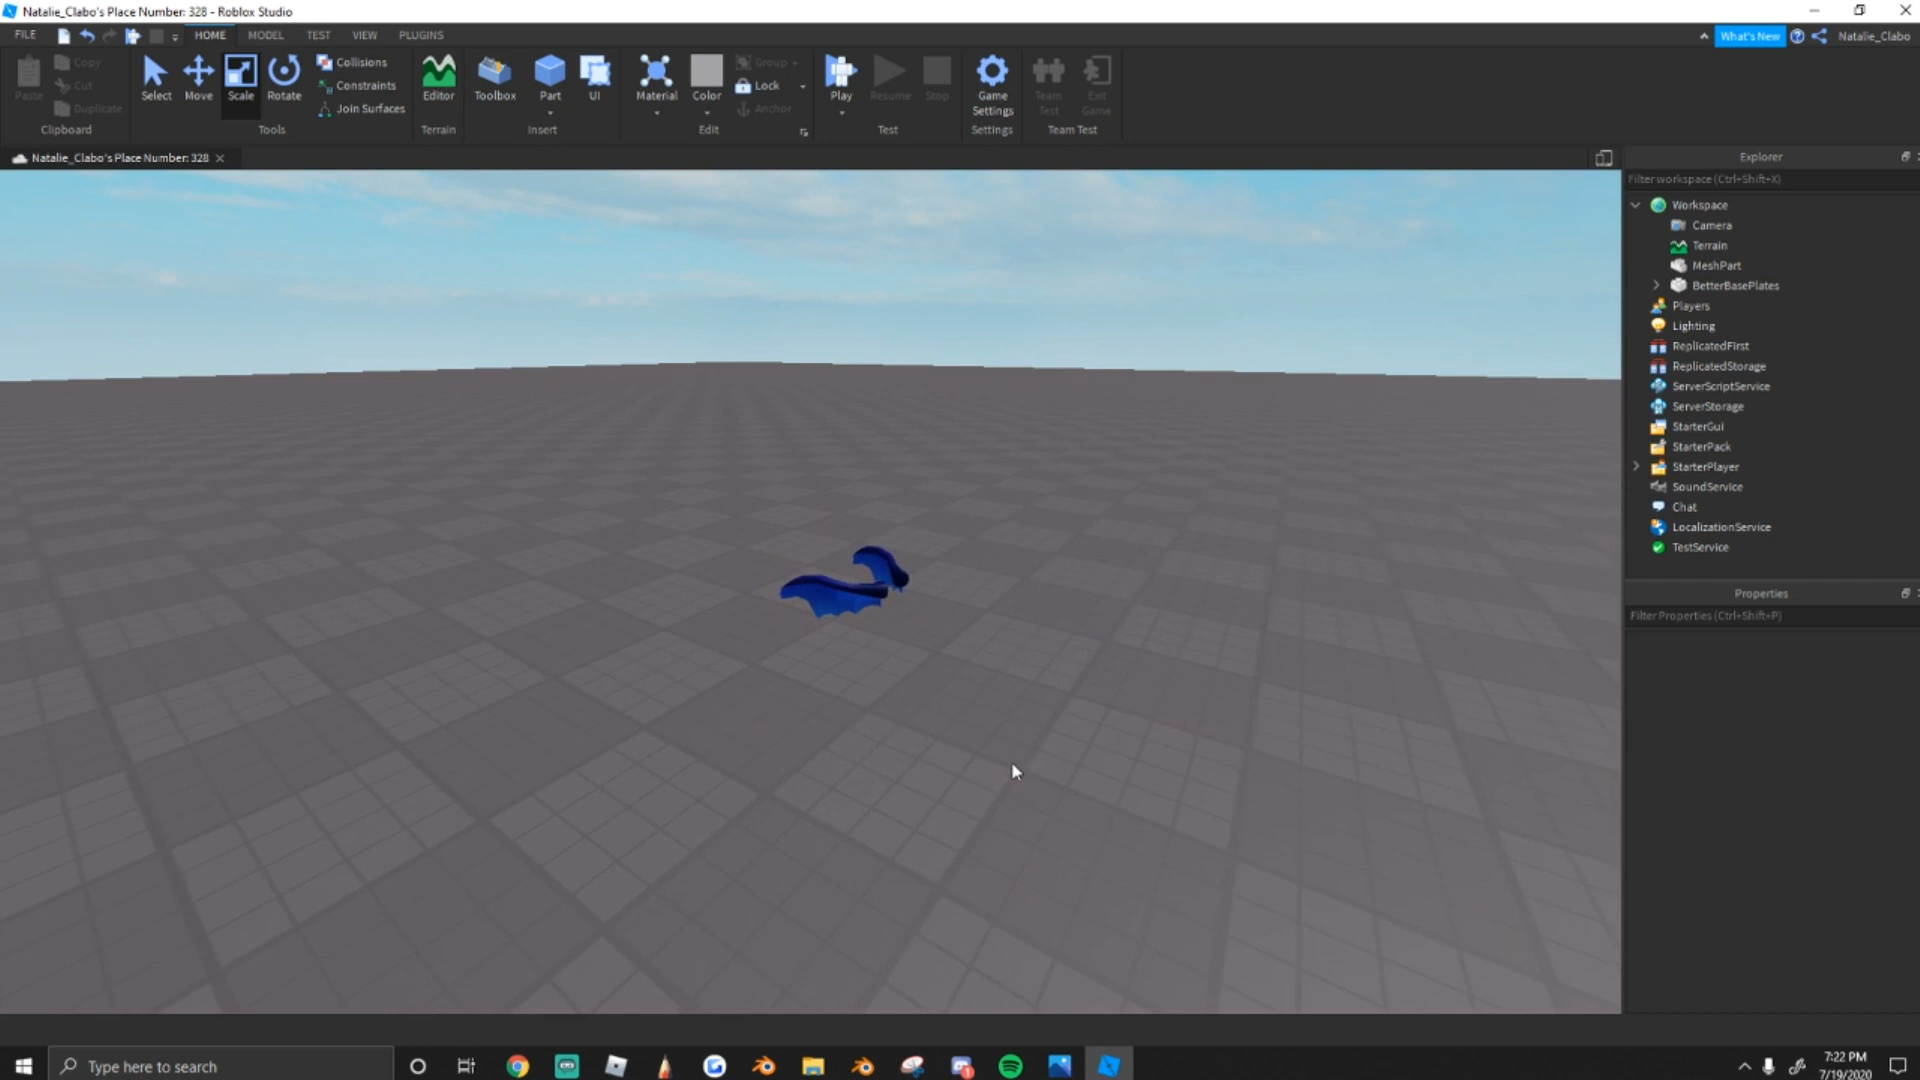 Natalie_Clabo's Place Number: 328 - Roblox Studio
FILE HOME MODEL TEST VIEW PLUGINS What's New Natalie_Clabo
Paste Copy Cut Duplicate
Select Move Scale Rotate
Collisions
Constraints
Join Surfaces
Editor
Toolbox Part UI
Material Color
Group
Lock
Anchor
Play Resume Stop
Game Settings
Team Test
Exit Game
Clipboard Tools Terrain Insert Edit Test Settings Team Test
Natalie_Clabo's Place Number: 328
Explorer
Filter workspace (Ctrl+Shift+X)
Workspace
Camera
Terrain
MeshPart
BetterBasePlates
Players
Lighting
ReplicatedFirst
ReplicatedStorage
ServerScriptService
ServerStorage
StarterGui
StarterPack
StarterPlayer
SoundService
Chat
LocalizationService
TestService
Properties
Filter Properties (Ctrl+Shift+P)
Type here to search
7:22 PM
7/19/2020